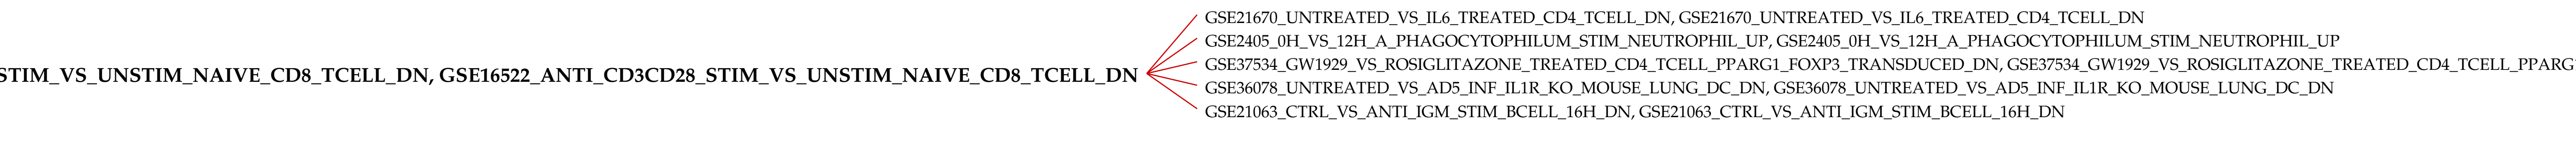 GSE21670_UNTREATED_VS_IL6_TREATED_CD4_TCELL_DN, GSE21670_UNTREATED_VS_IL6_TREATED_CD4_TCELL_DN
GSE2405_0H_VS_12H_A_PHAGOCYTOPHILUM_STIM_NEUTROPHIL_UP, GSE2405_0H_VS_12H_A_PHAGOCYTOPHILUM_STIM_NEUTROPHIL_UP
GSE37534_GW1929_VS_ROSIGLITAZONE_TREATED_CD4_TCELL_PPARG1_FOXP3_TRANSDUCED_DN, GSE37534_GW1929_VS_ROSIGLITAZONE_TREATED_CD4_TCELL_PPARG
STIM_VS_UNSTIM_NAIVE_CD8_TCELL_DN, GSE16522_ANTI_CD3CD28_STIM_VS_UNSTIM_NAIVE_CD8_TCELL_DN
GSE36078_UNTREATED_VS_AD5_INF_IL1R_KO_MOUSE_LUNG_DC_DN, GSE36078_UNTREATED_VS_AD5_INF_IL1R_KO_MOUSE_LUNG_DC_DN
GSE21063_CTRL_VS_ANTI_IGM_STIM_BCELL_16H_DN, GSE21063_CTRL_VS_ANTI_IGM_STIM_BCELL_16H_DN